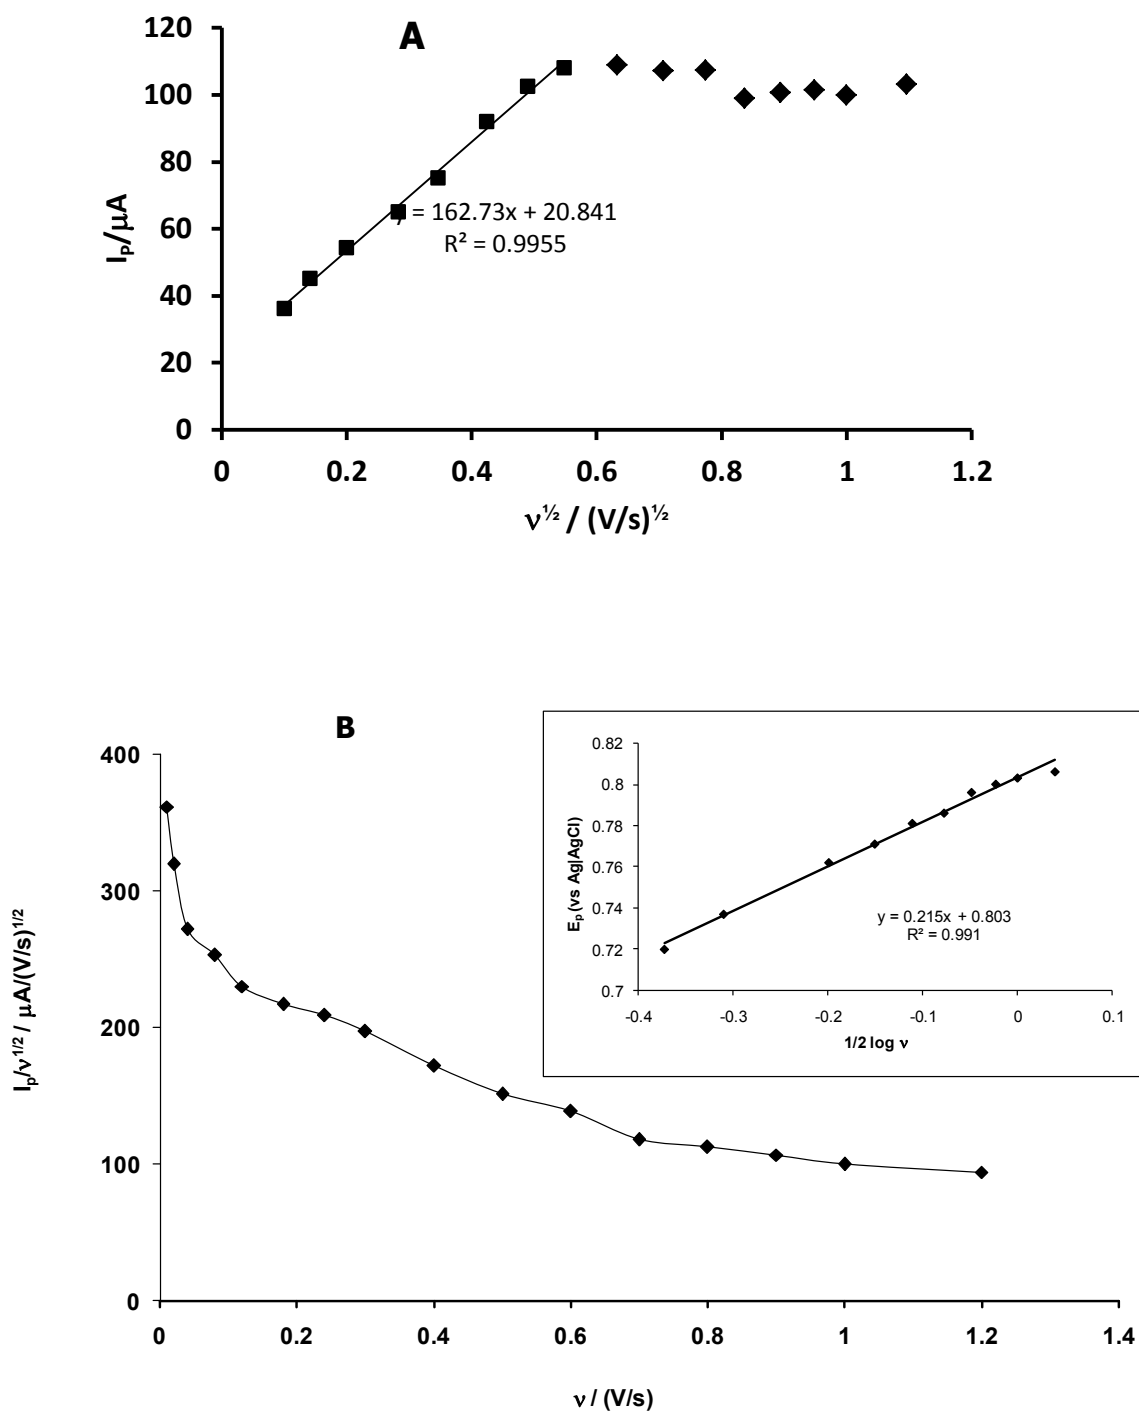 A
120
100
80
60
40
20
0
0 0.2 0.4 0.6 0.8 1 1.2
Iₚ/µA
= 162.73x + 20.841
R² = 0.9955
ν^½ / (V/s)^½
B
400
300
200
100
0
0 0.2 0.4 0.6 0.8 1 1.2 1.4
Iₚ/ν^1/2 / µA/(V/s)^1/2
ν / (V/s)
0.82
0.8
0.78
0.76
0.74
0.72
0.7
-0.4 -0.3 -0.2 -0.1 0 0.1
Eₚ (vs Ag|AgCl)
y = 0.215x + 0.803
R² = 0.991
1/2 log ν